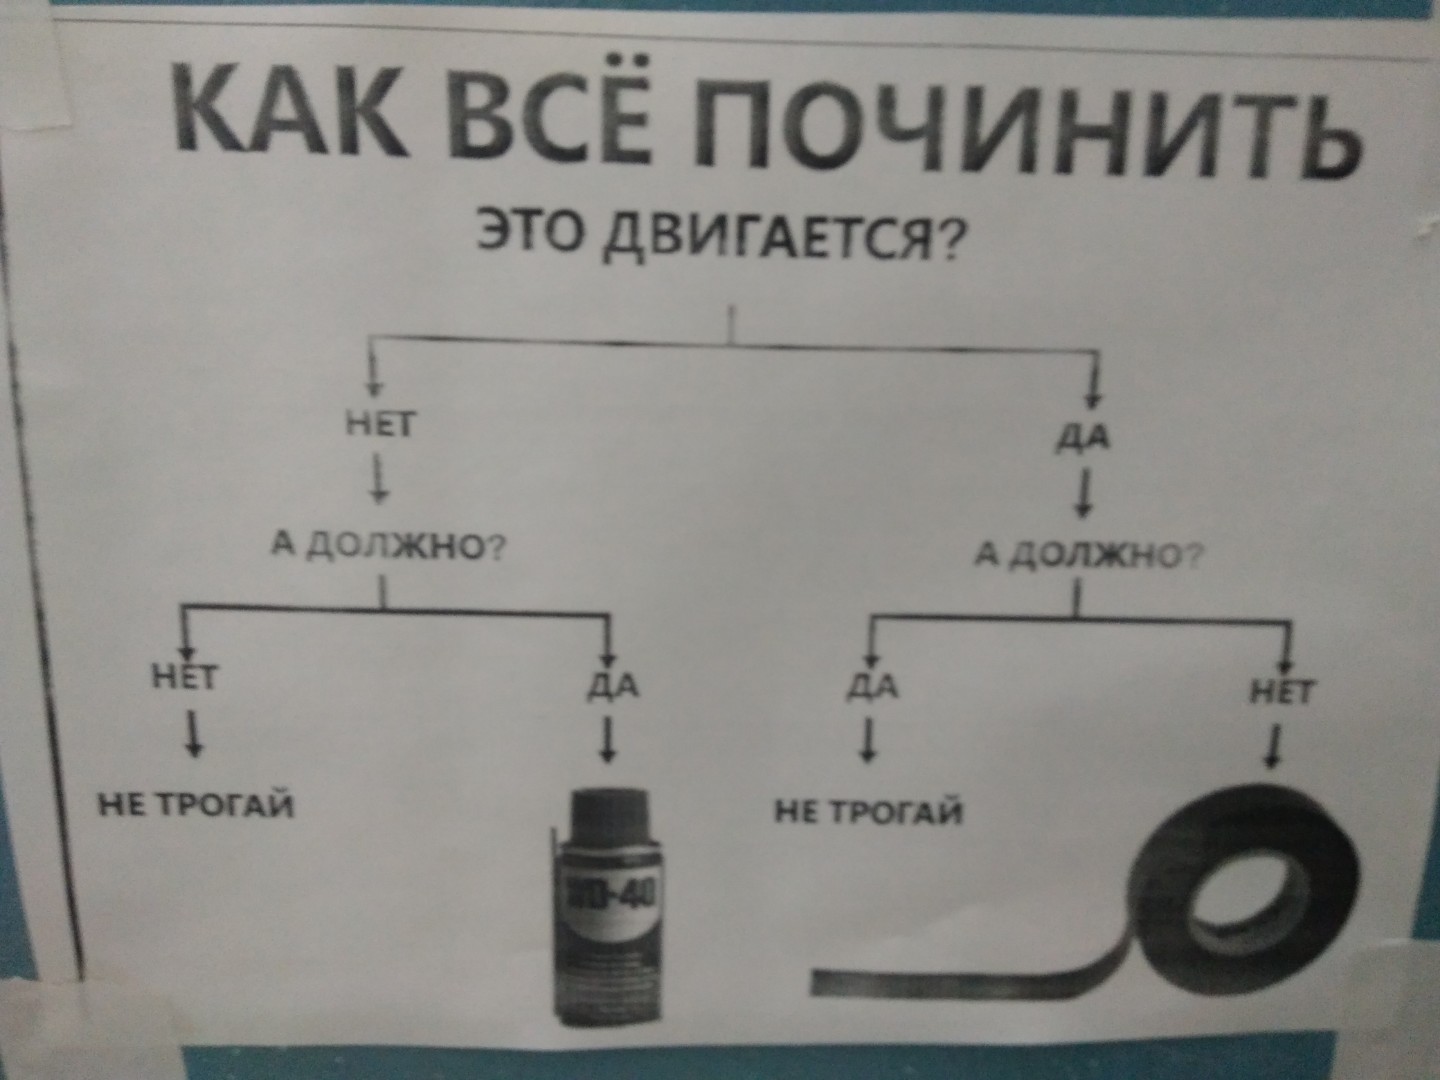 КАК ВСЁ ПОЧИНИТЬ
ЭТО ДВИГАЕТСЯ?
НЕТ
ДА
А ДОЛЖНО?
А ДОЛЖНО?
НЕТ
ДА
ДА
НЕТ
НЕ ТРОГАЙ
НЕ ТРОГАЙ
WD-40